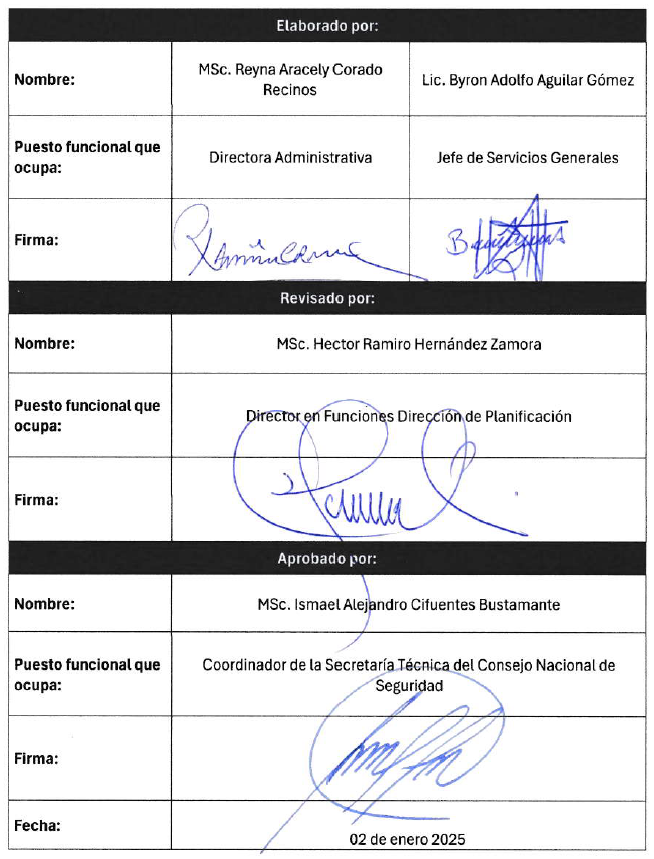 Elaborado por:
Nombre:
MSc. Reyna Aracely Corado
Recinos
Lic. Byron Adolfo Aguilar Gómez
Puesto funcional que
ocupa:
Directora Administrativa
Jefe de Servicios Generales
Firma:
Revisado por:
Nombre:
MSc. Hector Ramiro Hernández Zamora
Puesto funcional que
ocupa:
Director en Funciones Dirección de Planificación
Firma:
Aprobado por:
Nombre:
MSc. Ismael Alejandro Cifuentes Bustamante
Puesto funcional que
ocupa:
Coordinador de la Secretaría Técnica del Consejo Nacional de
Seguridad
Firma:
Fecha:
02 de enero 2025